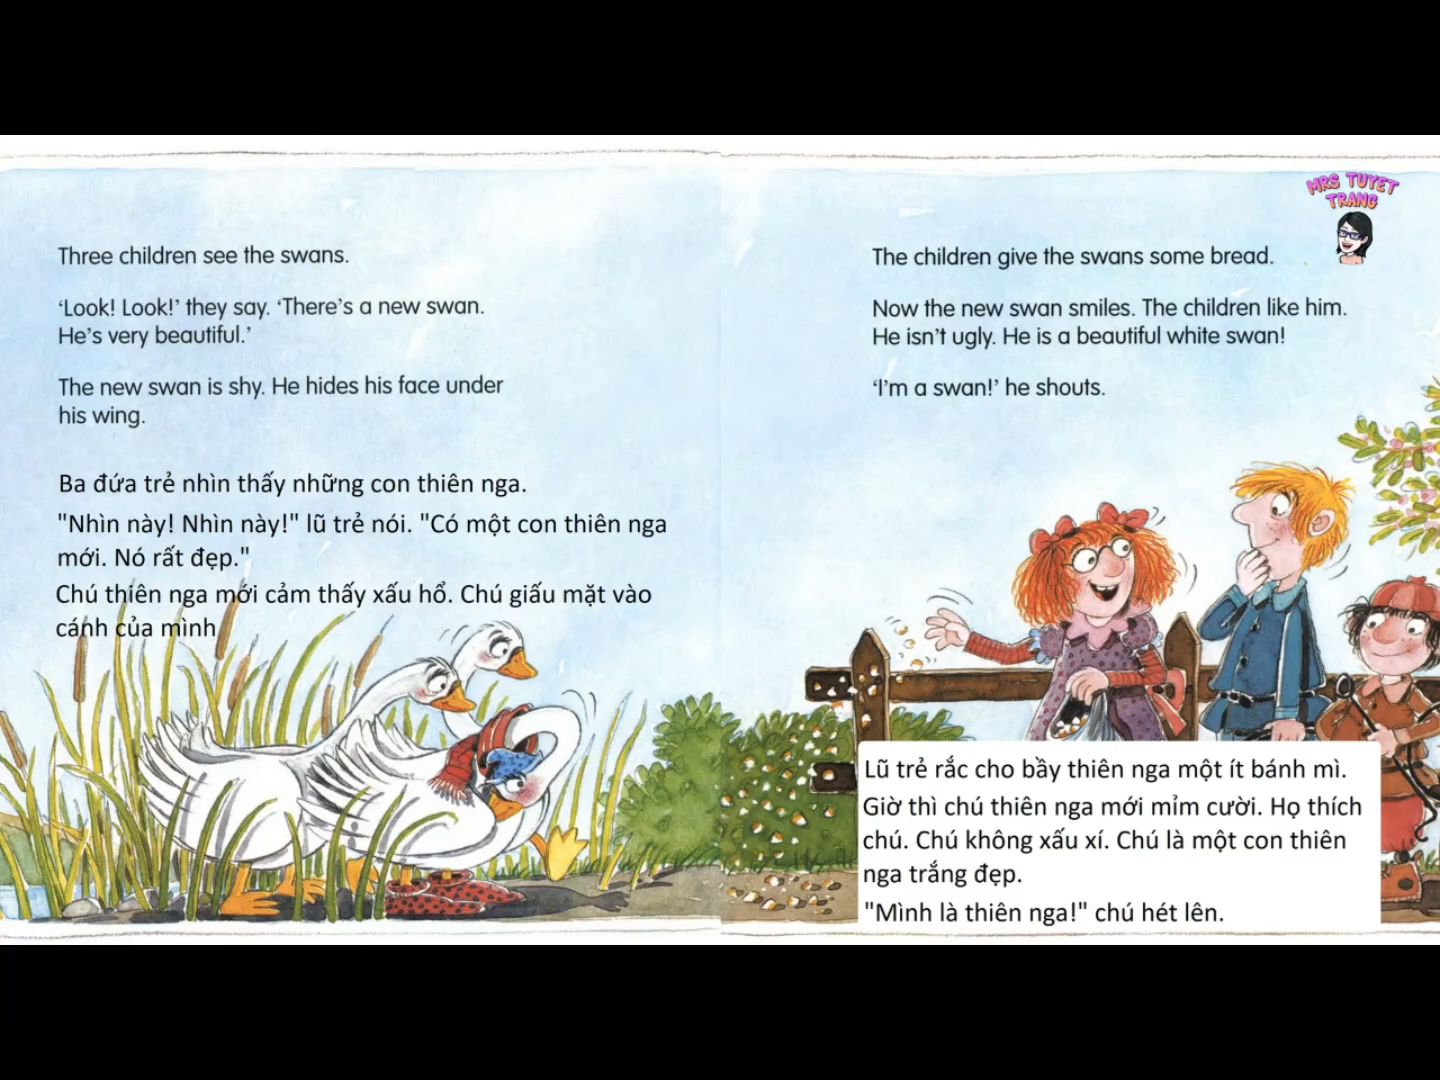 Three children see the swans.
‘Look! Look!’ they say. ‘There’s a new swan.
He’s very beautiful.’
The new swan is shy. He hides his face under
his wing.
Ba đứa trẻ nhìn thấy những con thiên nga.
"Nhìn này! Nhìn này!" lũ trẻ nói. "Có một con thiên nga
mới. Nó rất đẹp."
Chú thiên nga mới cảm thấy xấu hổ. Chú giấu mặt vào
cánh của mình
MRS TUYET
TRANG
The children give the swans some bread.
Now the new swan smiles. The children like him.
He isn’t ugly. He is a beautiful white swan!
‘I’m a swan!’ he shouts.
Lũ trẻ rắc cho bầy thiên nga một ít bánh mì.
Giờ thì chú thiên nga mới mỉm cười. Họ thích
chú. Chú không xấu xí. Chú là một con thiên
nga trắng đẹp.
"Mình là thiên nga!" chú hét lên.